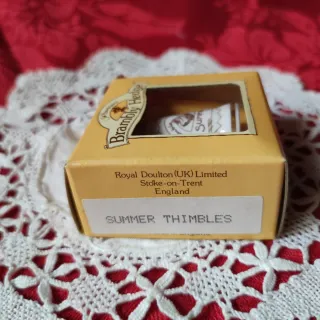 Brambly Hedge
Royal Doulton (UK) Limited
Stoke-on-Trent
England
SUMMER THIMBLES